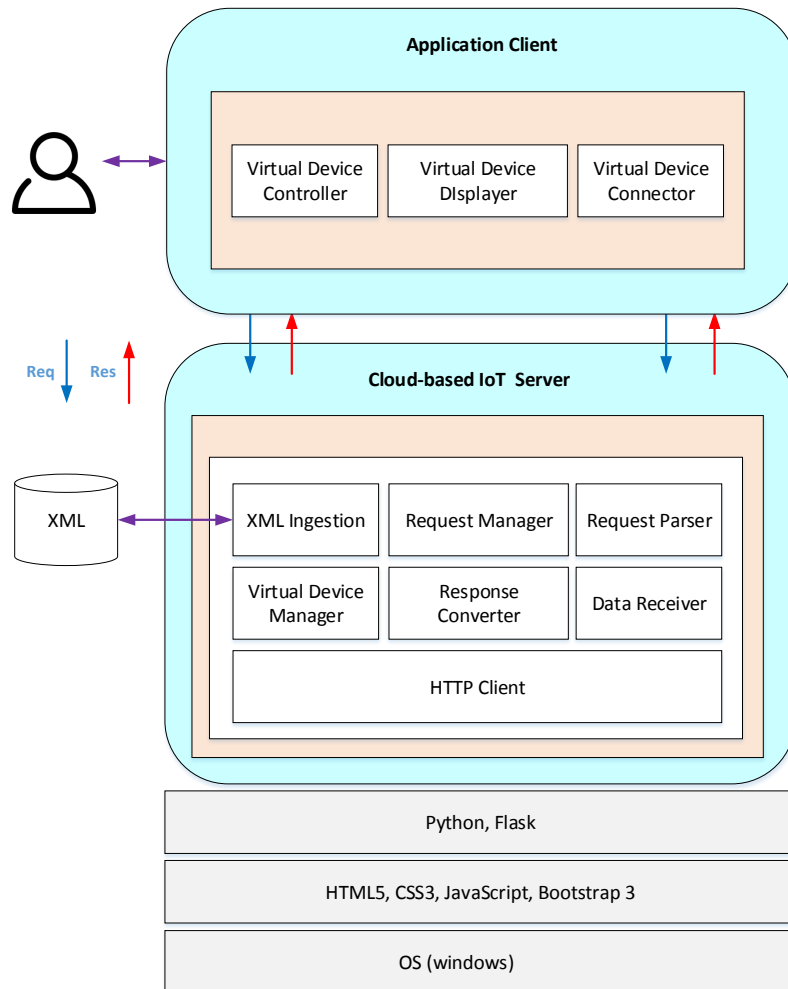 Application Client
Virtual Device
Controller
Virtual Device
DIsplayer
Virtual Device
Connector
Req
Res
Cloud-based IoT Server
XML
XML Ingestion
Request Manager
Request Parser
Virtual Device
Manager
Response
Converter
Data Receiver
HTTP Client
Python, Flask
HTML5, CSS3, JavaScript, Bootstrap 3
OS (windows)